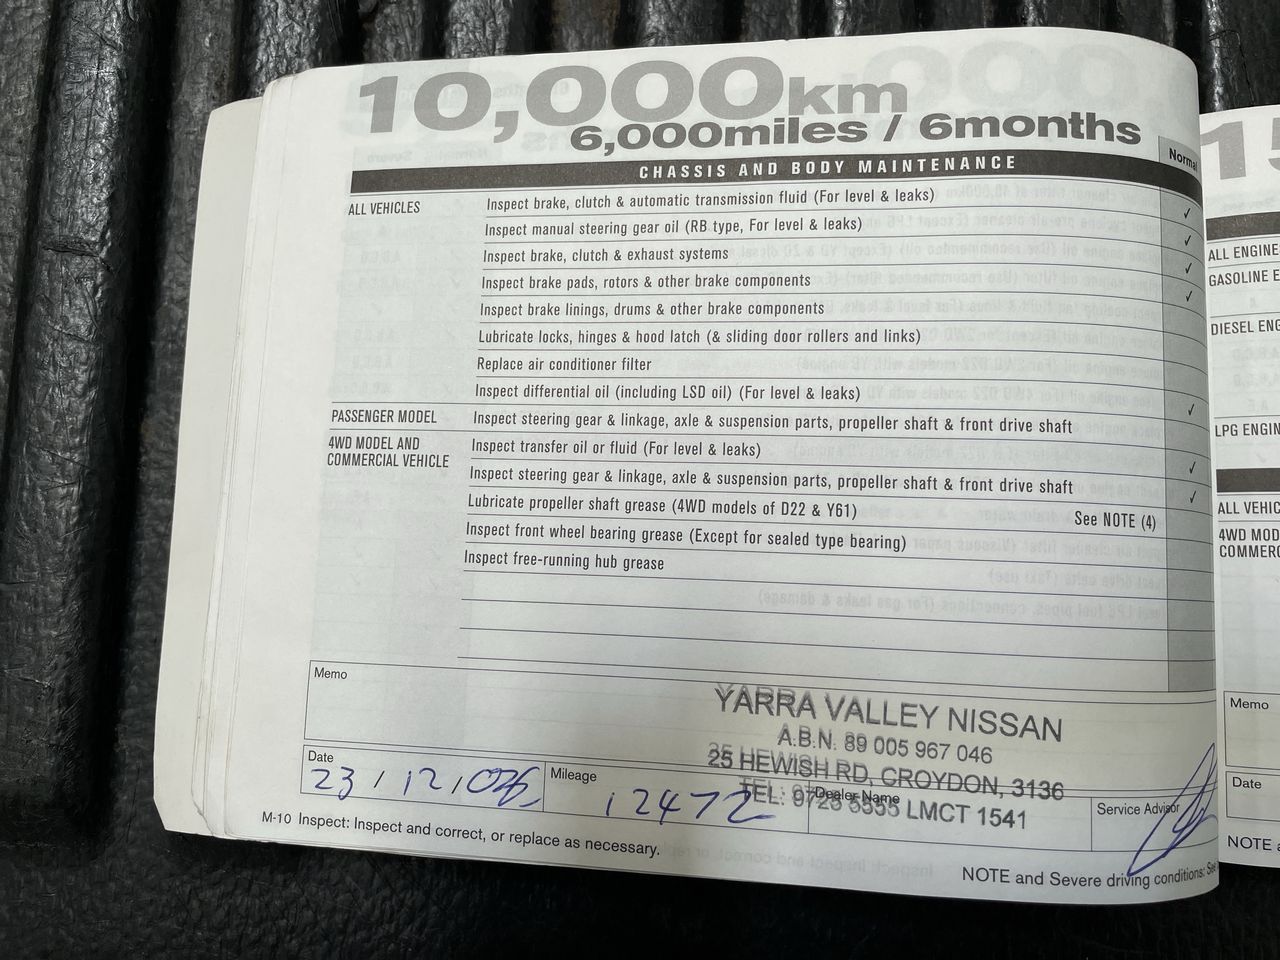 10,000km
6,000miles / 6months
CHASSIS AND BODY MAINTENANCE
Normal
ALL VEHICLES
Inspect brake, clutch & automatic transmission fluid (For level & leaks) ✓
Inspect manual steering gear oil (RB type, For level & leaks) ✓
Inspect brake, clutch & exhaust systems ✓
Inspect brake pads, rotors & other brake components ✓
Inspect brake linings, drums & other brake components
Lubricate locks, hinges & hood latch (& sliding door rollers and links)
Replace air conditioner filter
Inspect differential oil (including LSD oil) (For level & leaks) ✓
PASSENGER MODEL
Inspect steering gear & linkage, axle & suspension parts, propeller shaft & front drive shaft
4WD MODEL AND
COMMERCIAL VEHICLE
Inspect transfer oil or fluid (For level & leaks) ✓
Inspect steering gear & linkage, axle & suspension parts, propeller shaft & front drive shaft ✓
Lubricate propeller shaft grease (4WD models of D22 & Y61) See NOTE (4)
Inspect front wheel bearing grease (Except for sealed type bearing)
Inspect free-running hub grease
Memo
YARRA VALLEY NISSAN
A.B.N. 89 005 967 046
25 HEWISH RD, CROYDON, 3136
TEL: 9725 5555 LMCT 1541
Date
23/12/
Mileage
12472
Dealer Name
Service Advisor
M-10 Inspect: Inspect and correct, or replace as necessary.
NOTE and Severe driving conditions: See
15
ALL ENGINE
GASOLINE E
DIESEL ENG
LPG ENGIN
ALL VEHIC
4WD MOD
COMMERC
Memo
Date
NOTE